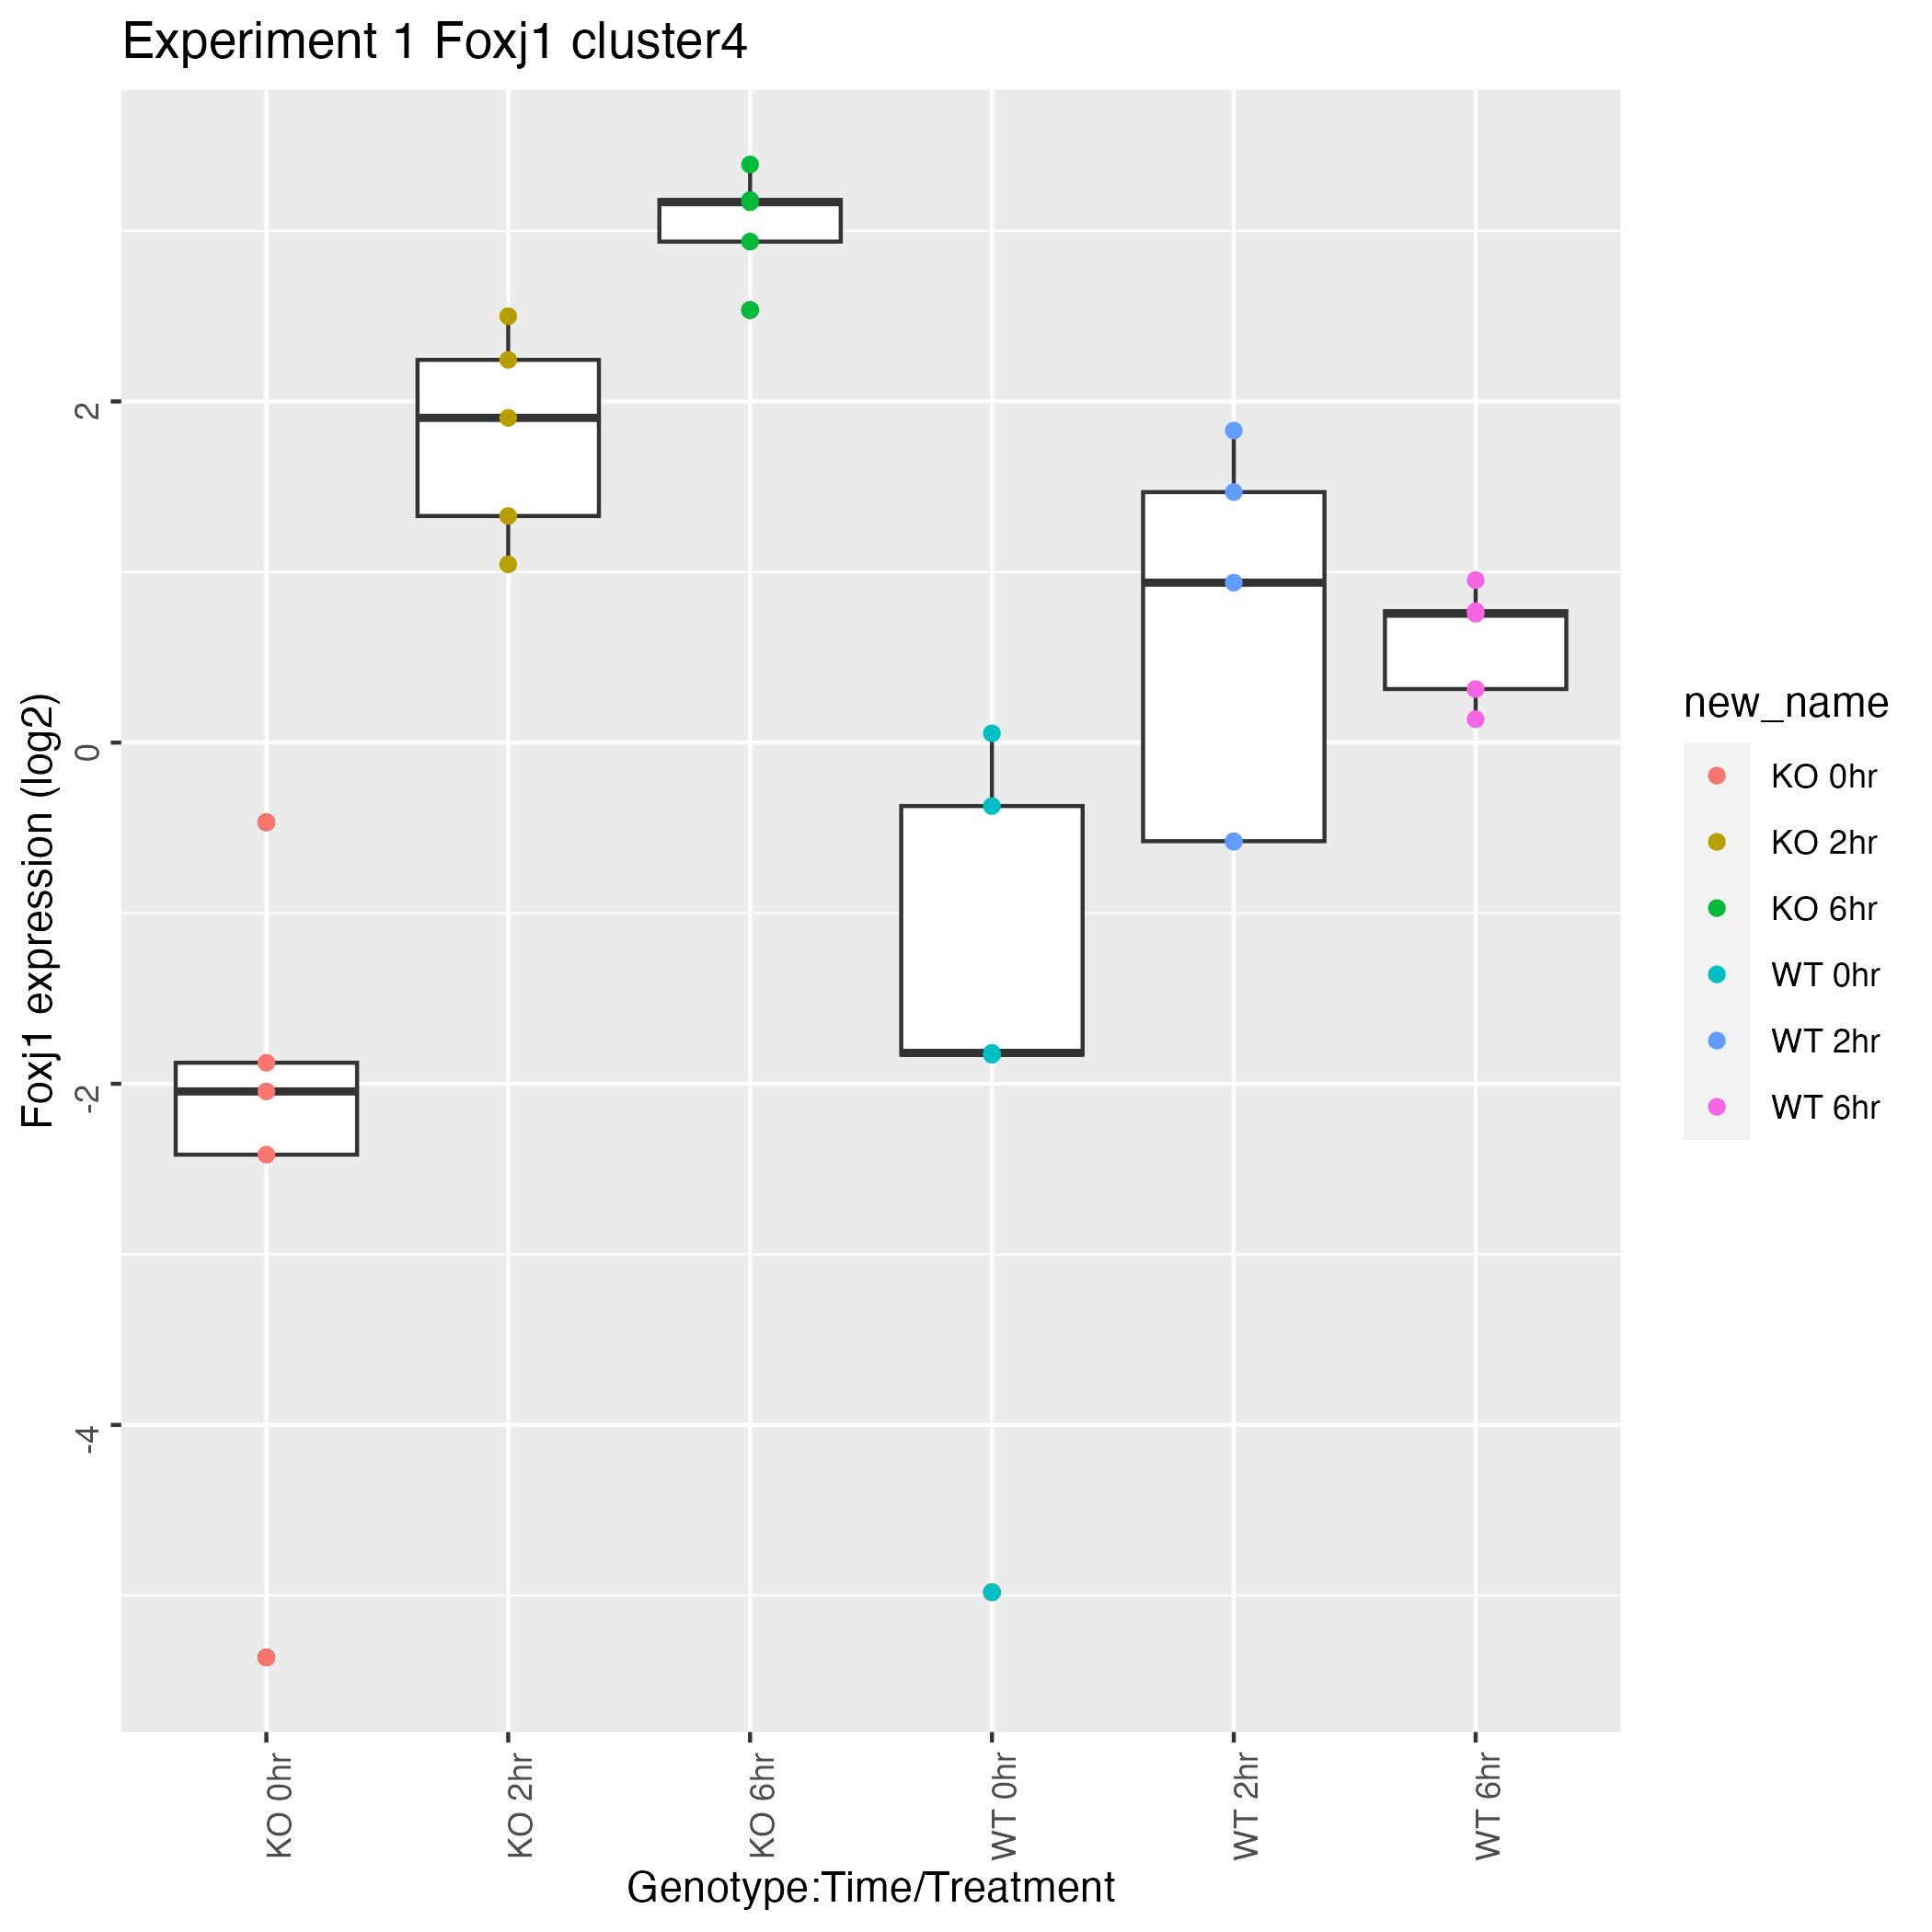 Experiment 1 Foxj1 cluster4
Foxj1 expression (log2)
2
0
-2
-4
KO 0hr
KO 2hr
KO 6hr
WT 0hr
WT 2hr
WT 6hr
Genotype:Time/Treatment
new_name
KO 0hr
KO 2hr
KO 6hr
WT 0hr
WT 2hr
WT 6hr